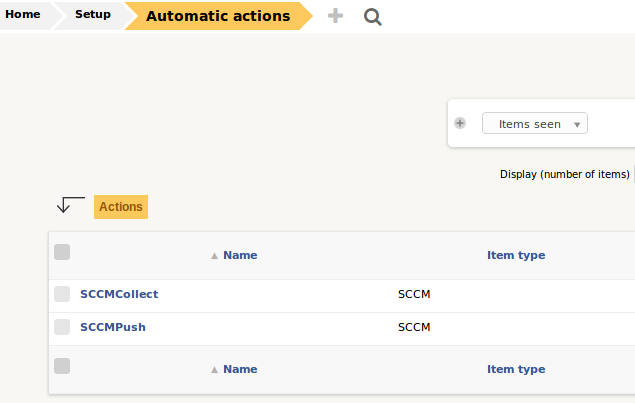 Home Setup Automatic actions
Items seen
Display (number of items)
Actions
Name Item type
SCCMCollect SCCM
SCCMPush SCCM
Name Item type